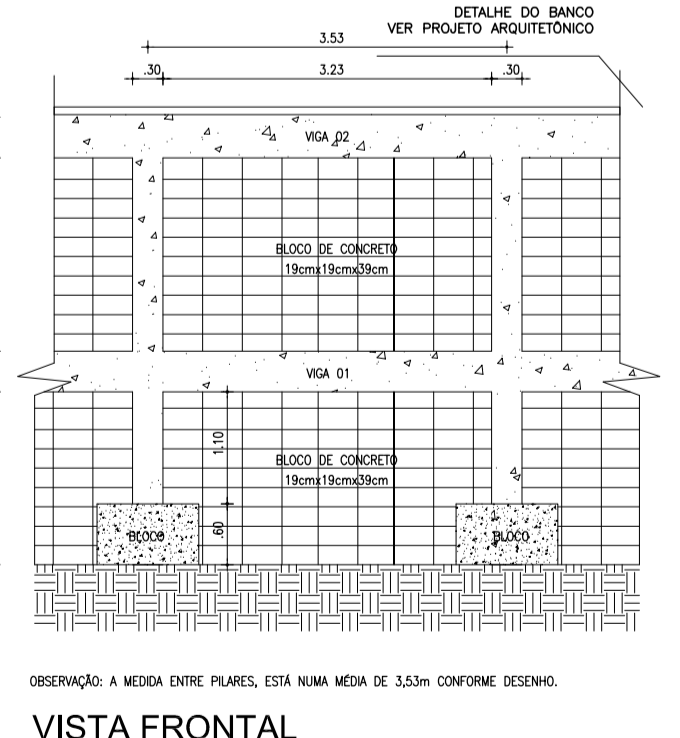 DETALHE DO BANCO
VER PROJETO ARQUITETÔNICO
3.53
.30
3.23
.30
VIGA 02
BLOCO DE CONCRETO
19cmx19cmx39cm
VIGA 01
1.10
BLOCO DE CONCRETO
19cmx19cmx39cm
BLOCO
.60
BLOCO
OBSERVAÇÃO: A MEDIDA ENTRE PILARES, ESTÁ NUMA MÉDIA DE 3,53m CONFORME DESENHO.
VISTA FRONTAL